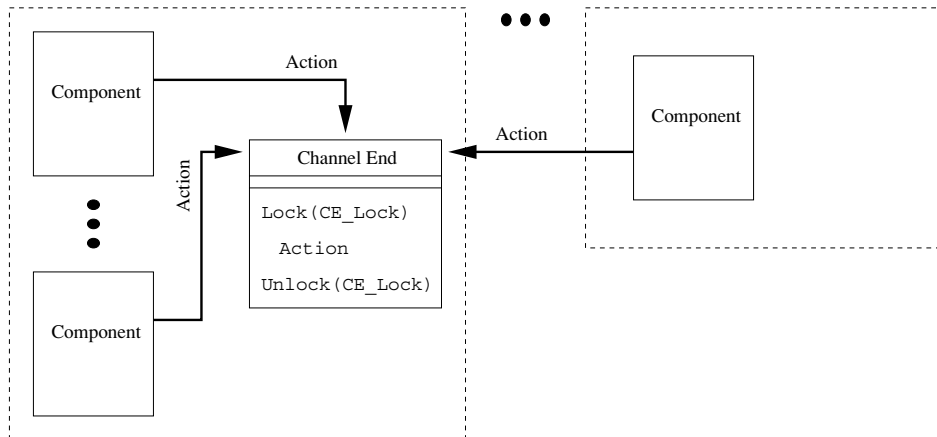 Component
Action
Action
Channel End
Lock(CE_Lock)
Action
Unlock(CE_Lock)
Component
Action
Component